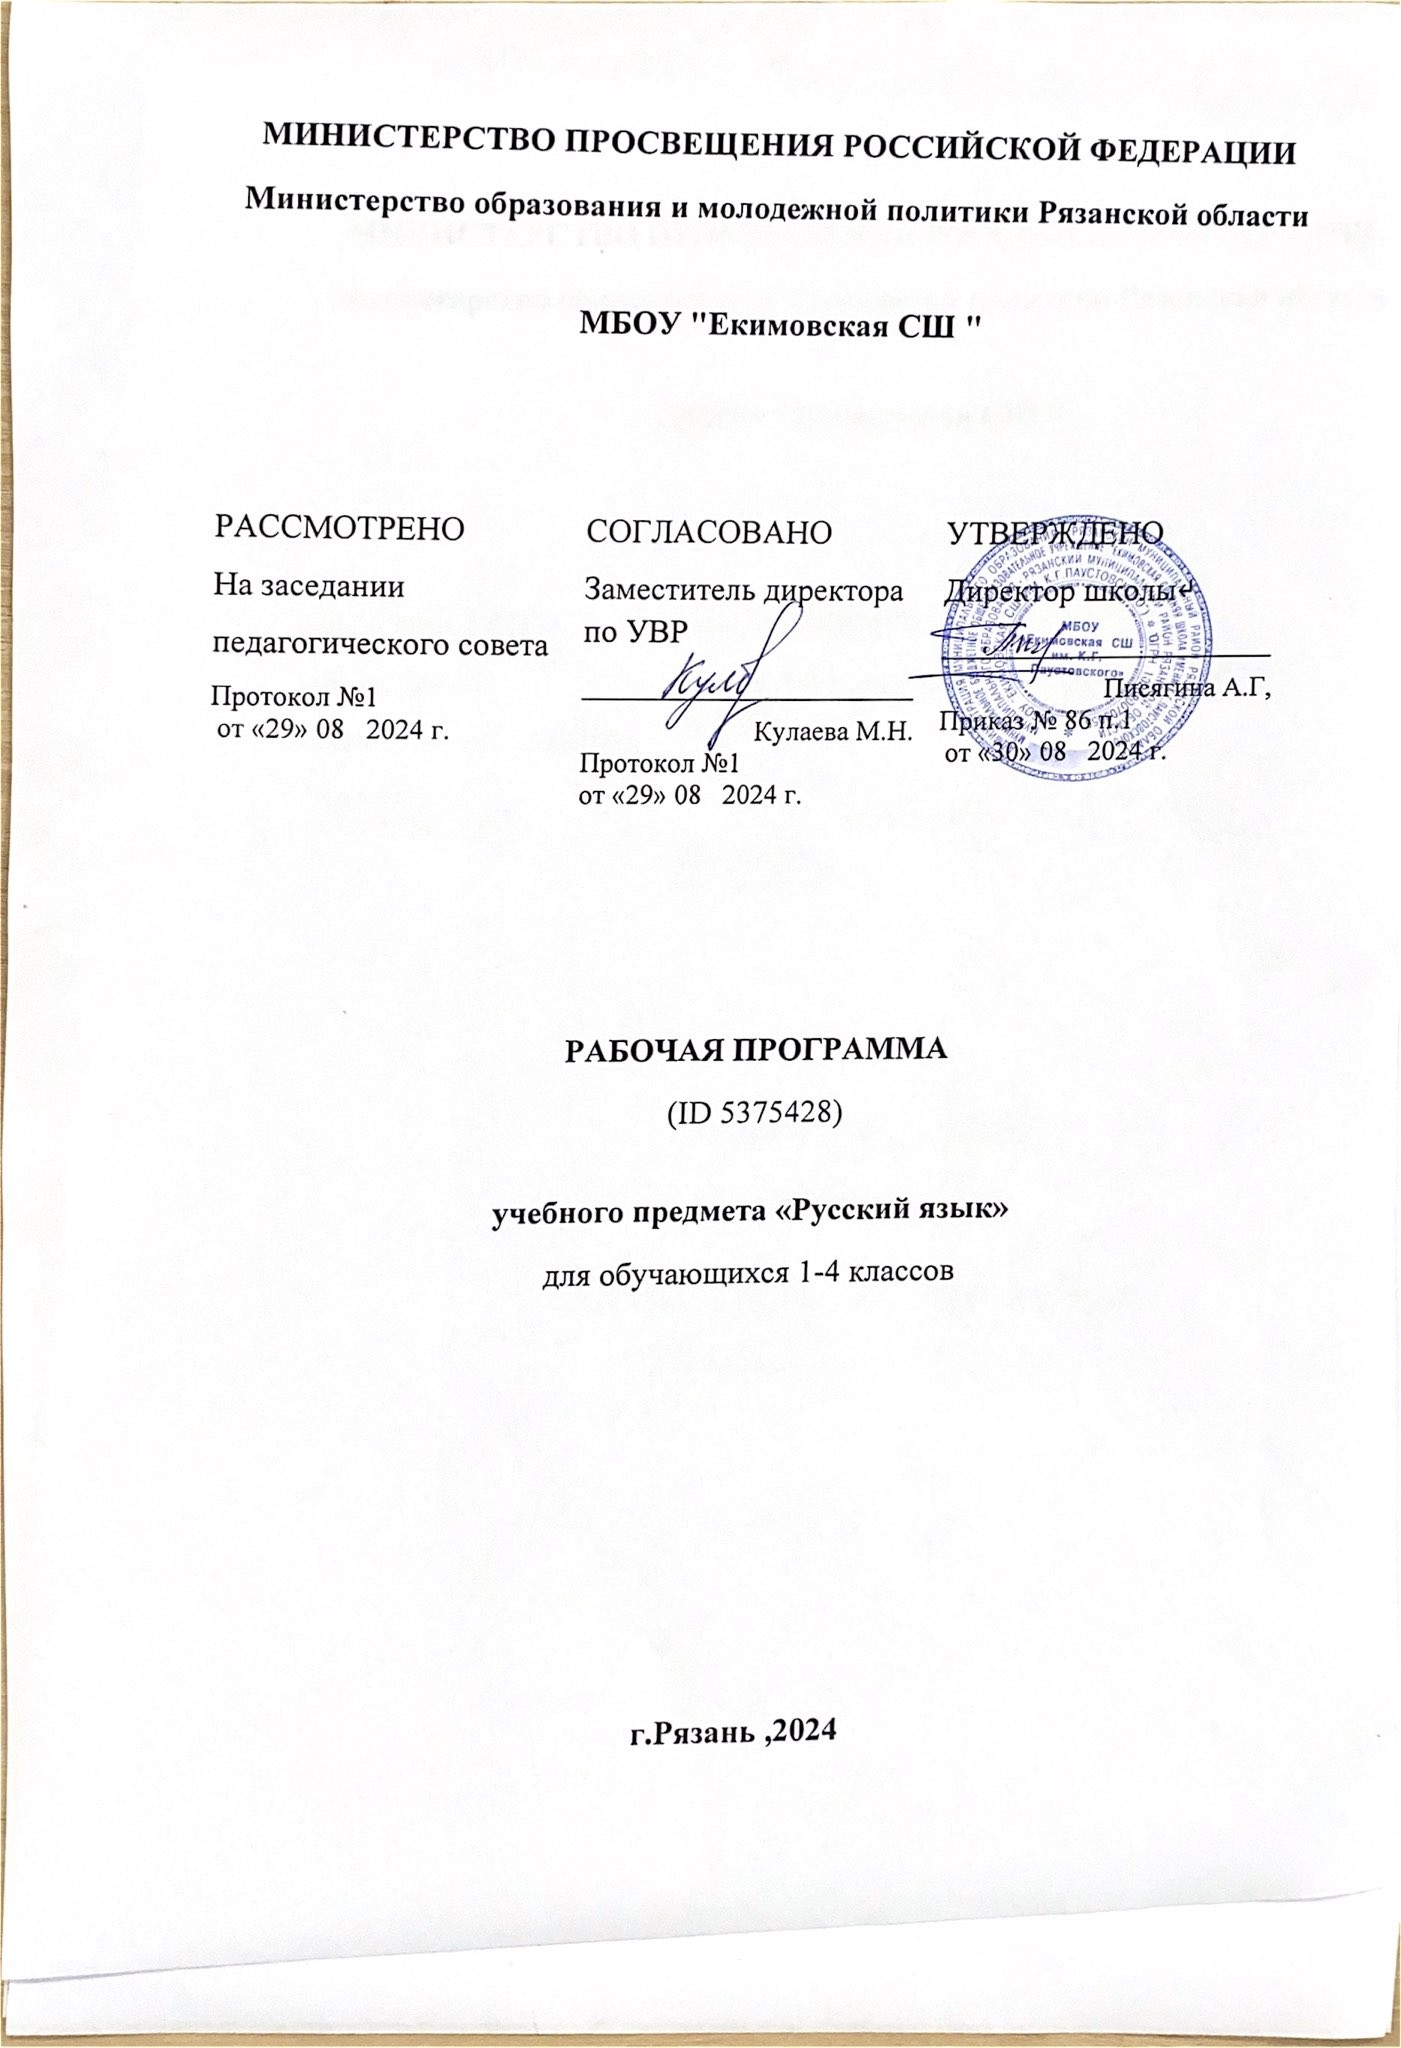 МИНИСТЕРСТВО ПРОСВЕЩЕНИЯ РОССИЙСКОЙ ФЕДЕРАЦИИ
Министерство образования и молодежной политики Рязанской области
МБОУ "Екимовская СШ "
РАССМОТРЕНО
На заседании
педагогического совета
Протокол №1
от «29» 08 2024 г.
СОГЛАСОВАНО
Заместитель директора
по УВР
Кулаева М.Н.
Протокол №1
от «29» 08 2024 г.
УТВЕРЖДЕНО
Директор школы
МБОУ
«Екимовская СШ
им. К.Г.
Паустовского»
Писягина А.Г,
Приказ № 86 п.1
от «30» 08 2024 г.
РАБОЧАЯ ПРОГРАММА
(ID 5375428)
учебного предмета «Русский язык»
для обучающихся 1-4 классов
г.Рязань ,2024